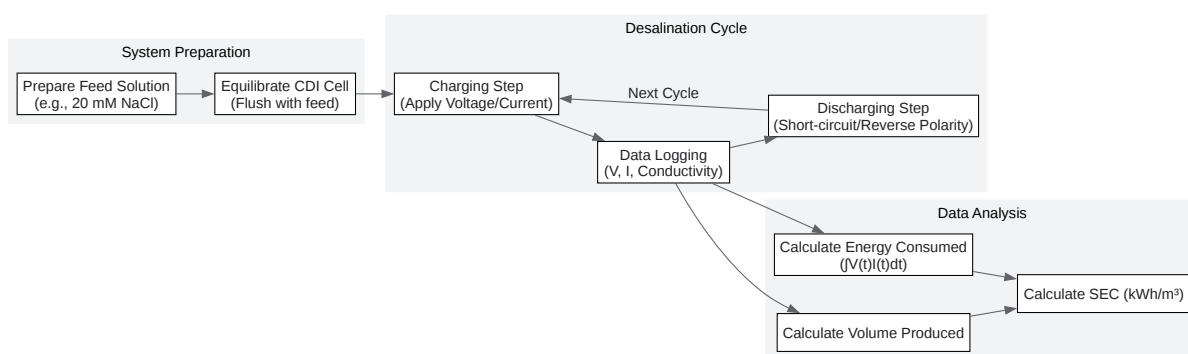 System Preparation
Prepare Feed Solution
(e.g., 20 mM NaCl)
Equilibrate CDI Cell
(Flush with feed)
Desalination Cycle
Charging Step
(Apply Voltage/Current)
Next Cycle
Discharging Step
(Short-circuit/Reverse Polarity)
Data Logging
(V, I, Conductivity)
Data Analysis
Calculate Energy Consumed
(∫V(t)I(t)dt)
Calculate Volume Produced
Calculate SEC (kWh/m³)